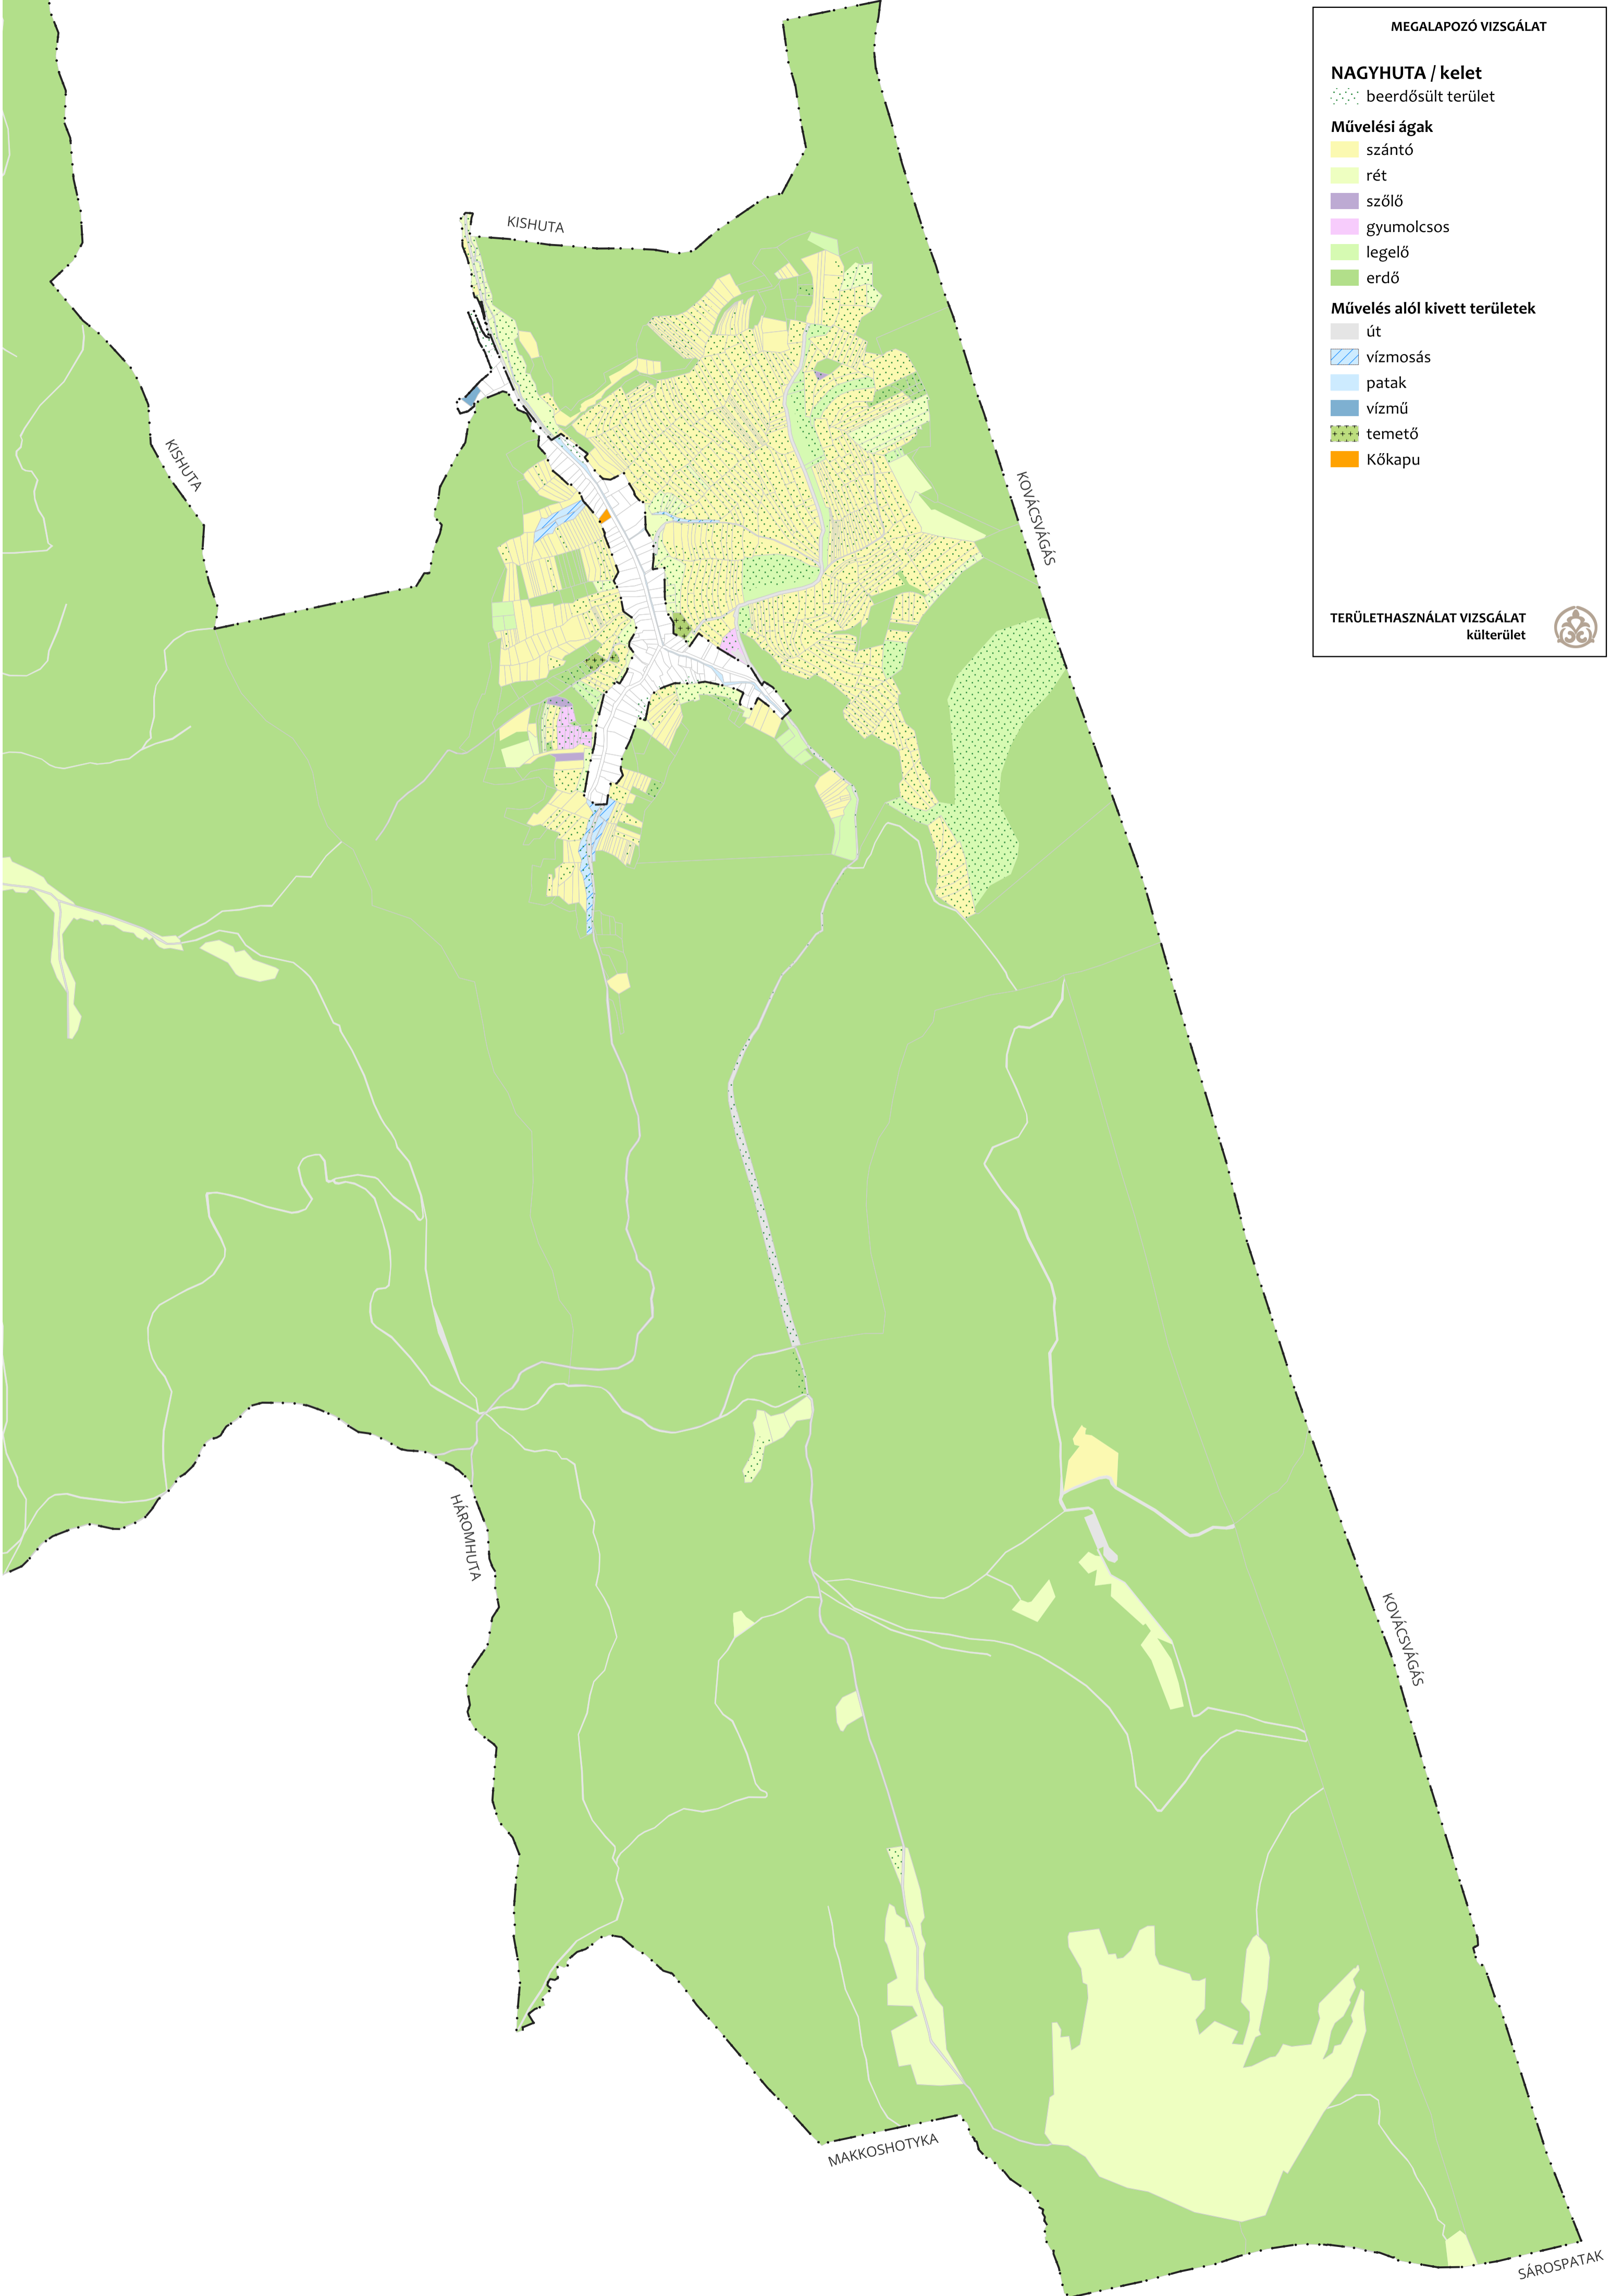 MEGALAPOZÓ VIZSGÁLAT
NAGYHUTA / kelet
beerdősült terület
Művelési ágak
szántó
rét
szőlő
gyumolcsos
legelő
erdő
Művelés alól kivett területek
út
vízmosás
patak
vízmű
temető
Kőkapu
TERÜLETHASZNÁLAT VIZSGÁLAT
külterület
KISHUTA
KISHUTA
KOVÁCSVÁGÁS
HÁROMHUTA
KOVÁCSVÁGÁS
MAKKOSHOTYKA
SÁROSPATAK